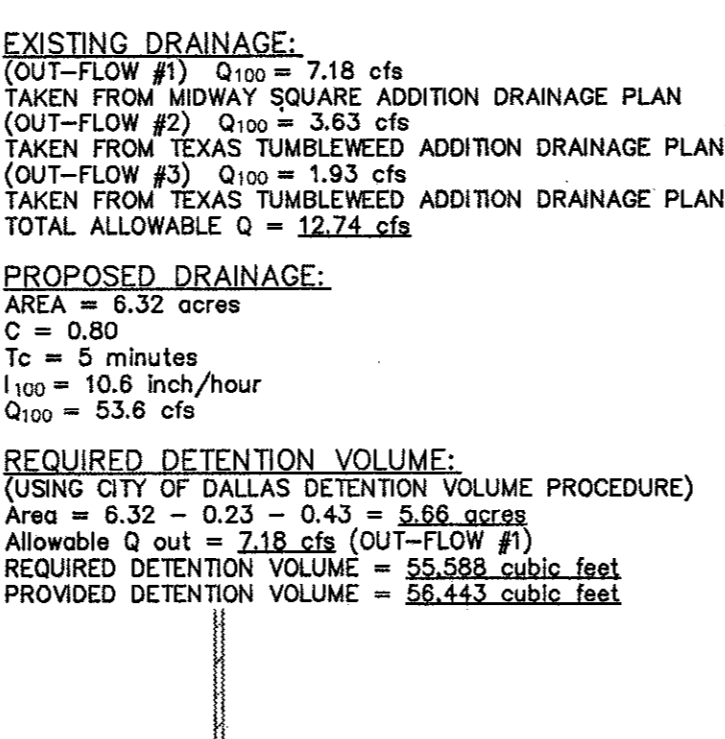 EXISTING DRAINAGE:
(OUT-FLOW #1) Q100 = 7.18 cfs
TAKEN FROM MIDWAY SQUARE ADDITION DRAINAGE PLAN
(OUT-FLOW #2) Q100 = 3.63 cfs
TAKEN FROM TEXAS TUMBLEWEED ADDITION DRAINAGE PLAN
(OUT-FLOW #3) Q100 = 1.93 cfs
TAKEN FROM TEXAS TUMBLEWEED ADDITION DRAINAGE PLAN
TOTAL ALLOWABLE Q = 12.74 cfs
PROPOSED DRAINAGE:
AREA = 6.32 acres
C = 0.80
Tc = 5 minutes
I100 = 10.6 inch/hour
Q100 = 53.6 cfs
REQUIRED DETENTION VOLUME:
(USING CITY OF DALLAS DETENTION VOLUME PROCEDURE)
Area = 6.32 - 0.23 - 0.43 = 5.66 acres
Allowable Q out = 7.18 cfs (OUT-FLOW #1)
REQUIRED DETENTION VOLUME = 55,588 cubic feet
PROVIDED DETENTION VOLUME = 56,443 cubic feet